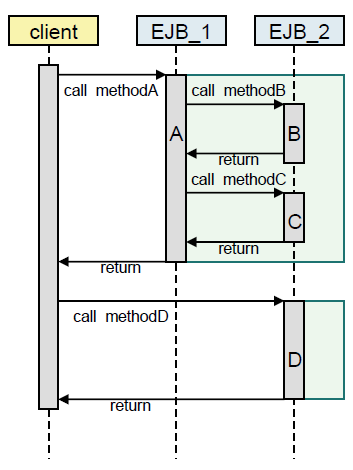 client EJB_1 EJB_2
call methodA call methodB
A B
return
call methodC
C
return
return
call methodD
D
return